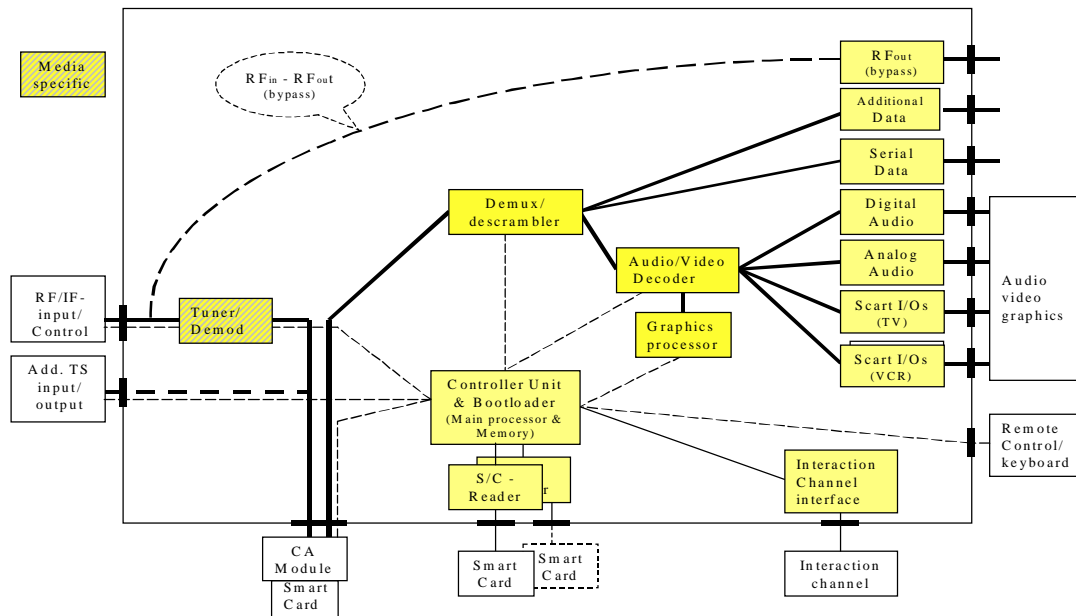 Media
specific
RFin - RFout
(bypass)
RFout
(bypass)
Additional
Data
Serial
Data
Demux/
descrambler
Digital
Audio
Audio/Video
Decoder
Analog
Audio
Audio
video
graphics
RF/IF-
input/
Control
Tuner/
Demod
Graphics
processor
Scart I/Os
(TV)
Scart I/Os
(VCR)
Add. TS
input/
output
Controller Unit
& Bootloader
(Main processor &
Memory)
Remote
Control/
keyboard
S/C -
Reader
r
Interaction
Channel
interface
CA
Module
Smart
Card
Smart
Card
Smart
Card
Interaction
channel